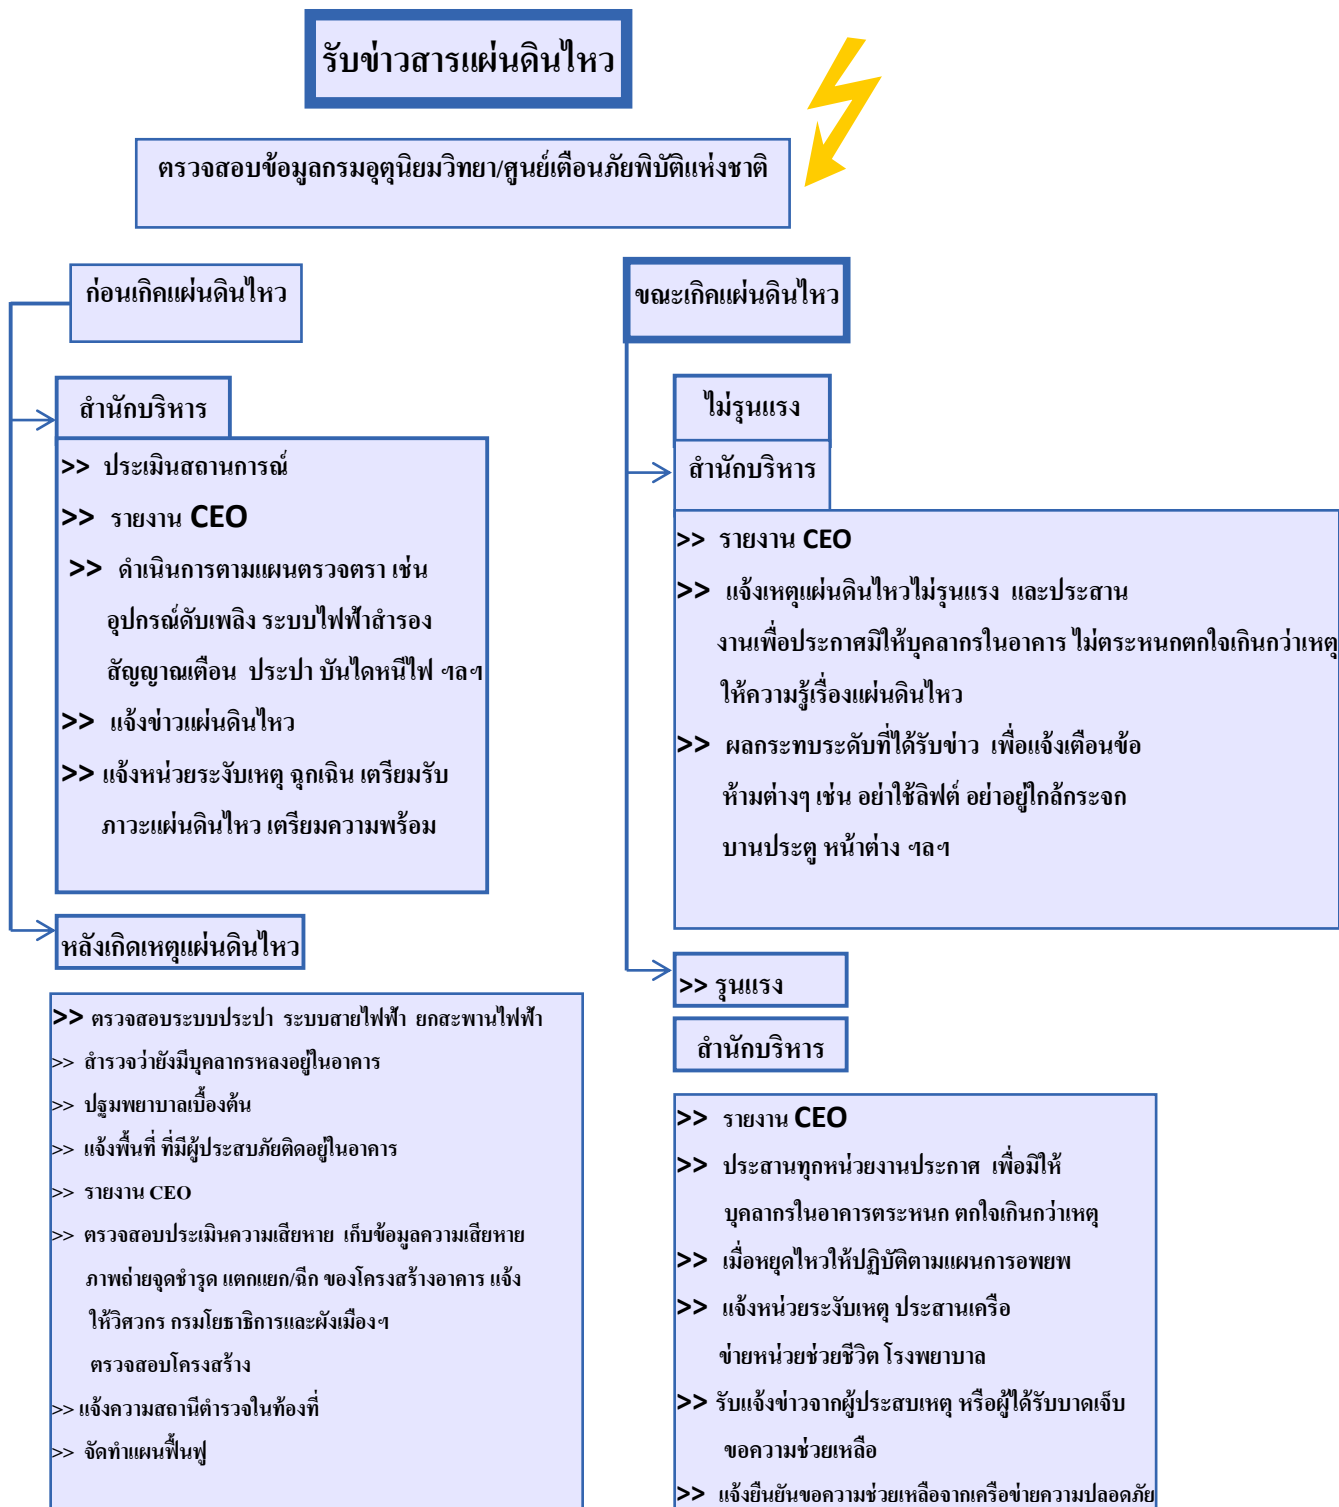 รับข่าวสารแผ่นดินไหว
ตรวจสอบข้อมูลกรมอุตุนิยมวิทยา/ศูนย์เตือนภัยพิบัติแห่งชาติ
ก่อนเกิดแผ่นดินไหว
สำนักบริหาร
>> ประเมินสถานการณ์
>> รายงาน CEO
>> ดำเนินการตามแผนตรวจตรา เช่น
อุปกรณ์ดับเพลิง ระบบไฟฟ้าสำรอง
สัญญาณเตือน ประปา บันไดหนีไฟ ฯลฯ
>> แจ้งข่าวแผ่นดินไหว
>> แจ้งหน่วยระงับเหตุ ฉุกเฉิน เตรียมรับ
ภาวะแผ่นดินไหว เตรียมความพร้อม
หลังเกิดเหตุแผ่นดินไหว
>> ตรวจสอบระบบประปา ระบบสายไฟฟ้า ยกสะพานไฟฟ้า
>> สำรวจว่ายังมีบุคลากรหลงอยู่ในอาคาร
>> ปฐมพยาบาลเบื้องต้น
>> แจ้งพื้นที่ ที่มีผู้ประสบภัยติดอยู่ในอาคาร
>> รายงาน CEO
>> ตรวจสอบประเมินความเสียหาย เก็บข้อมูลความเสียหาย
ภาพถ่ายจุดชำรุด แตกแยก/ฉีก ของโครงสร้างอาคาร แจ้ง
ให้วิศวกร กรมโยธาธิการและผังเมืองฯ
ตรวจสอบโครงสร้าง
>> แจ้งความสถานีตำรวจในท้องที่
>> จัดทำแผนฟื้นฟู
ขณะเกิดแผ่นดินไหว
ไม่รุนแรง
สำนักบริหาร
>> รายงาน CEO
>> แจ้งเหตุแผ่นดินไหวไม่รุนแรง และประสาน
งานเพื่อประกาศมิให้บุคลากรในอาคาร ไม่ตระหนกตกใจเกินกว่าเหตุ
ให้ความรู้เรื่องแผ่นดินไหว
>> ผลกระทบระดับที่ได้รับข่าว เพื่อแจ้งเตือนข้อ
ห้ามต่างๆ เช่น อย่าใช้ลิฟต์ อย่าอยู่ใกล้กระจก
บานประตู หน้าต่าง ฯลฯ
>> รุนแรง
สำนักบริหาร
>> รายงาน CEO
>> ประสานทุกหน่วยงานประกาศ เพื่อมิให้
บุคลากรในอาคารตระหนก ตกใจเกินกว่าเหตุ
>> เมื่อหยุดไหวให้ปฏิบัติตามแผนการอพยพ
>> แจ้งหน่วยระงับเหตุ ประสานเครือ
ข่ายหน่วยช่วยชีวิต โรงพยาบาล
>> รับแจ้งข่าวจากผู้ประสบเหตุ หรือผู้ได้รับบาดเจ็บ
ขอความช่วยเหลือ
>> แจ้งยืนยันขอความช่วยเหลือจากเครือข่ายความปลอดภัย